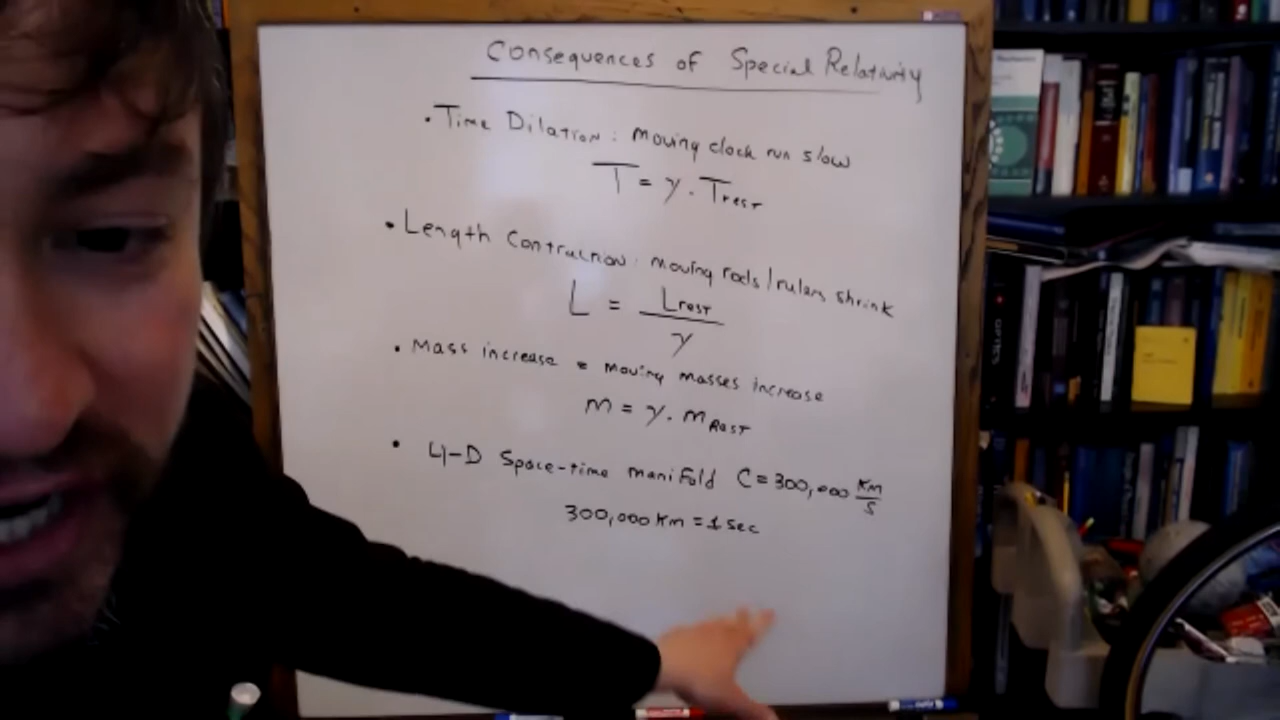 Consequences of Special Relativity
• Time Dilation : moving clock run slow
T = γ . Trest
• Length Contraction : moving rods/rulers shrink
L = Lrest / γ
• Mass increase : moving masses increase
m = γ . mRest
• 4-D Space-time manifold C = 300,000 Km/s
300,000 Km = 1 sec